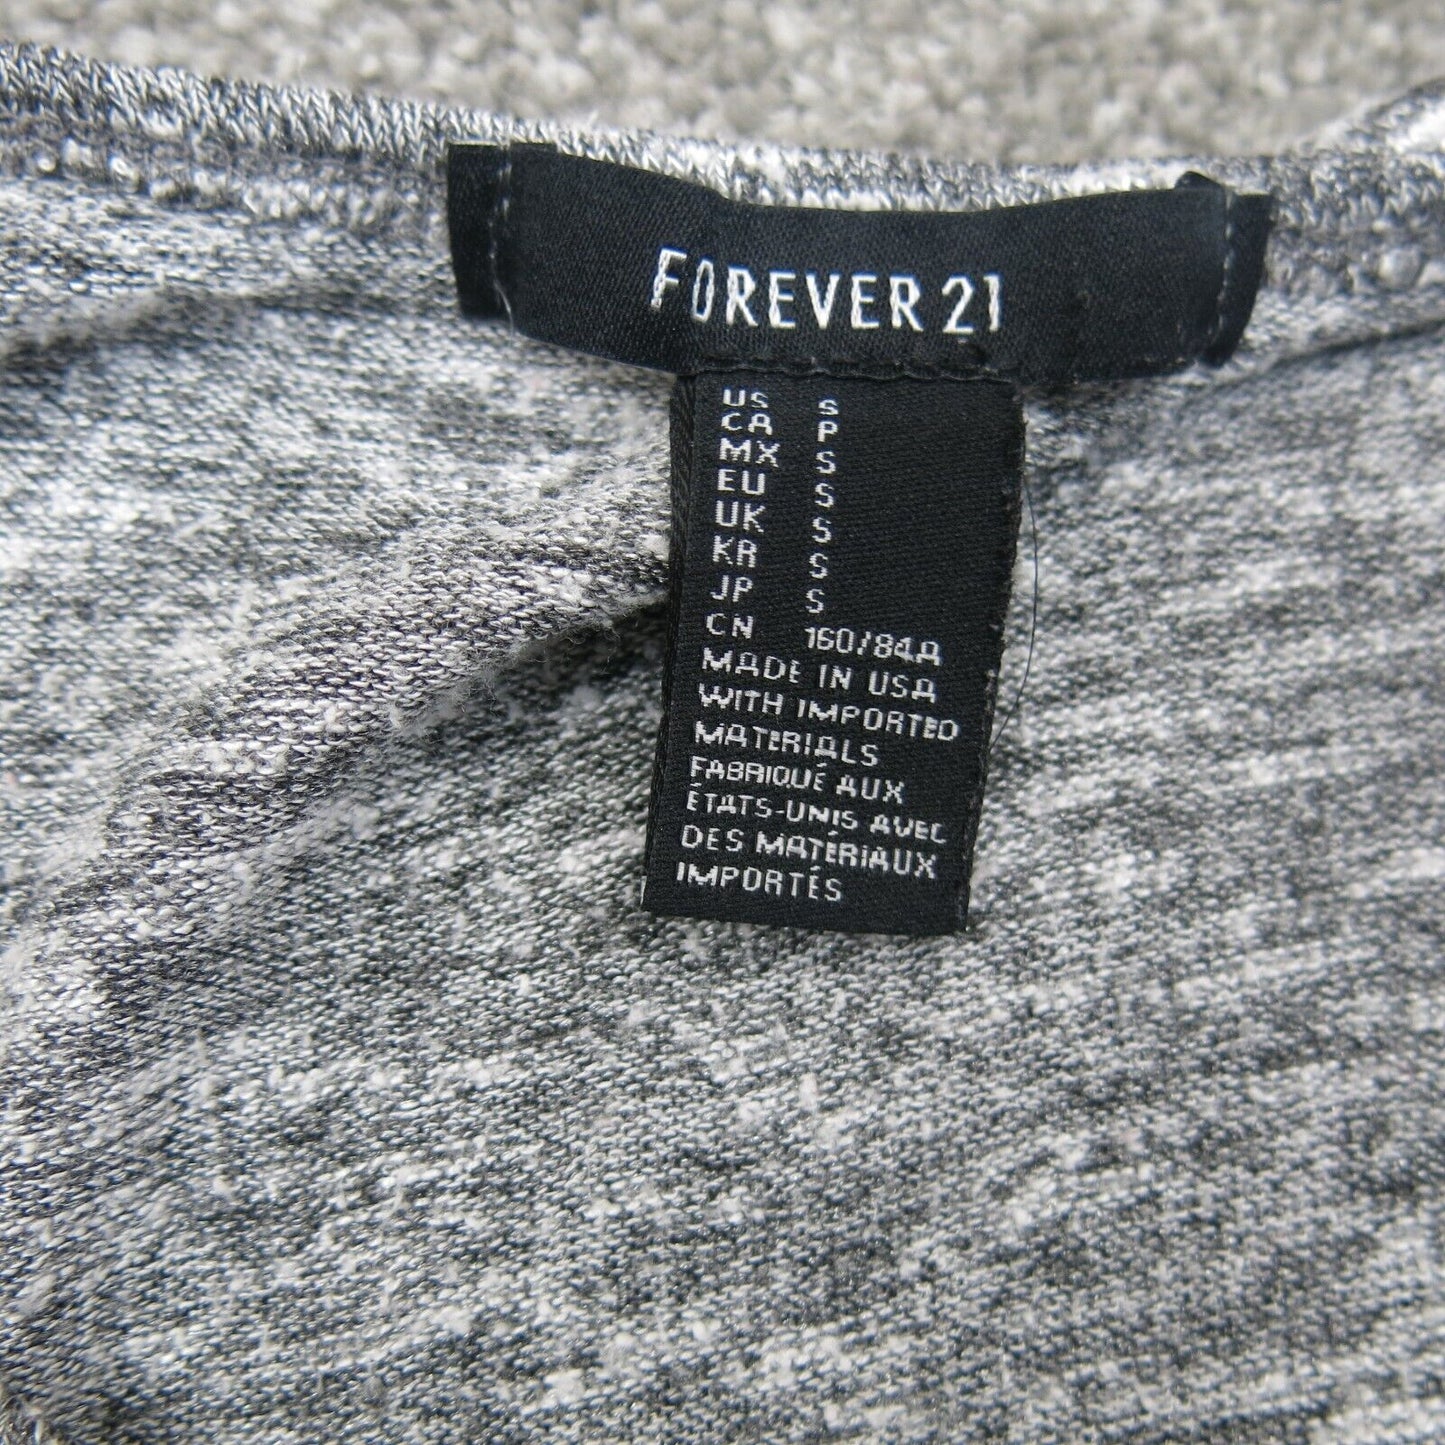 FOREVER 21
US S
CA P
MX S
EU S
UK S
KR S
JP S
CN 160/84A
MADE IN USA
WITH IMPORTED
MATERIALS
FABRIQUÉ AUX
ÉTATS-UNIS AVEC
DES MATÉRIAUX
IMPORTÉS